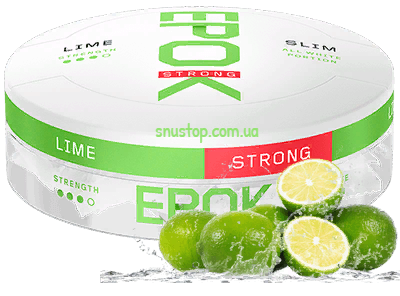 LIME
STRENGTH
EPOK
STRONG
SLIM
ALL WHITE
PORTION
snustop.com.ua
LIME
STRONG
STRENGTH
EPOK